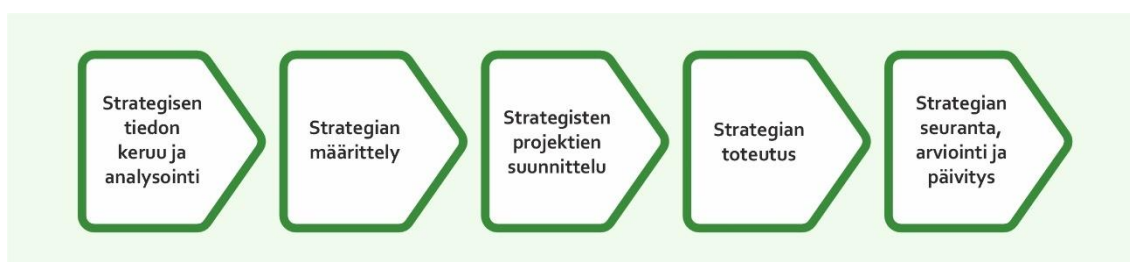 Strategisen
tiedon
keruu ja
analysointi
Strategian
määrittely
Strategisten
projektien
suunnittelu
Strategian
toteutus
Strategian
seuranta,
arviointi ja
päivitys